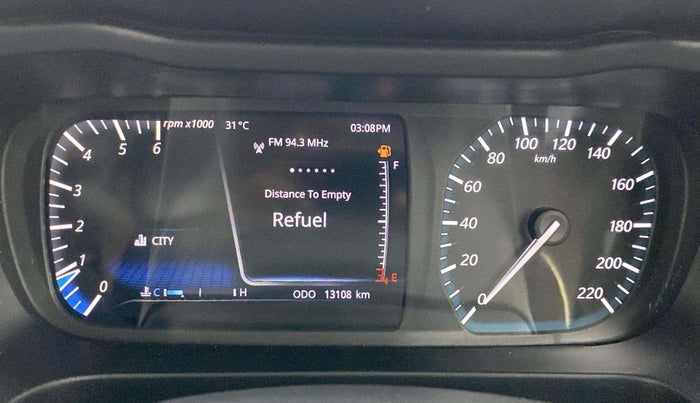 rpm x1000 31°C 03:08PM
FM 94.3 MHz
Distance To Empty
Refuel
CITY
F
E
C H
ODO 13108 km
0 1 2 3 4 5 6
0 20 40 60 80 100 120 140 160 180 200 220
km/h